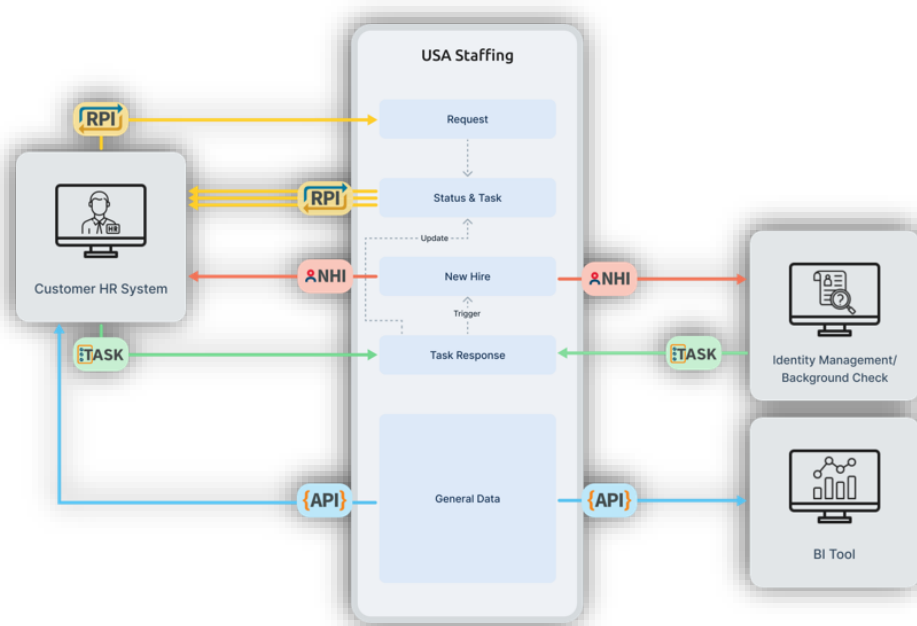 USA Staffing
RPI
Request
RPI
Status & Task
Update
HR
Customer HR System
NHI
New Hire
NHI
Trigger
TASK
Task Response
TASK
?
Identity Management/
Background Check
{API}
General Data
{API}
BI Tool